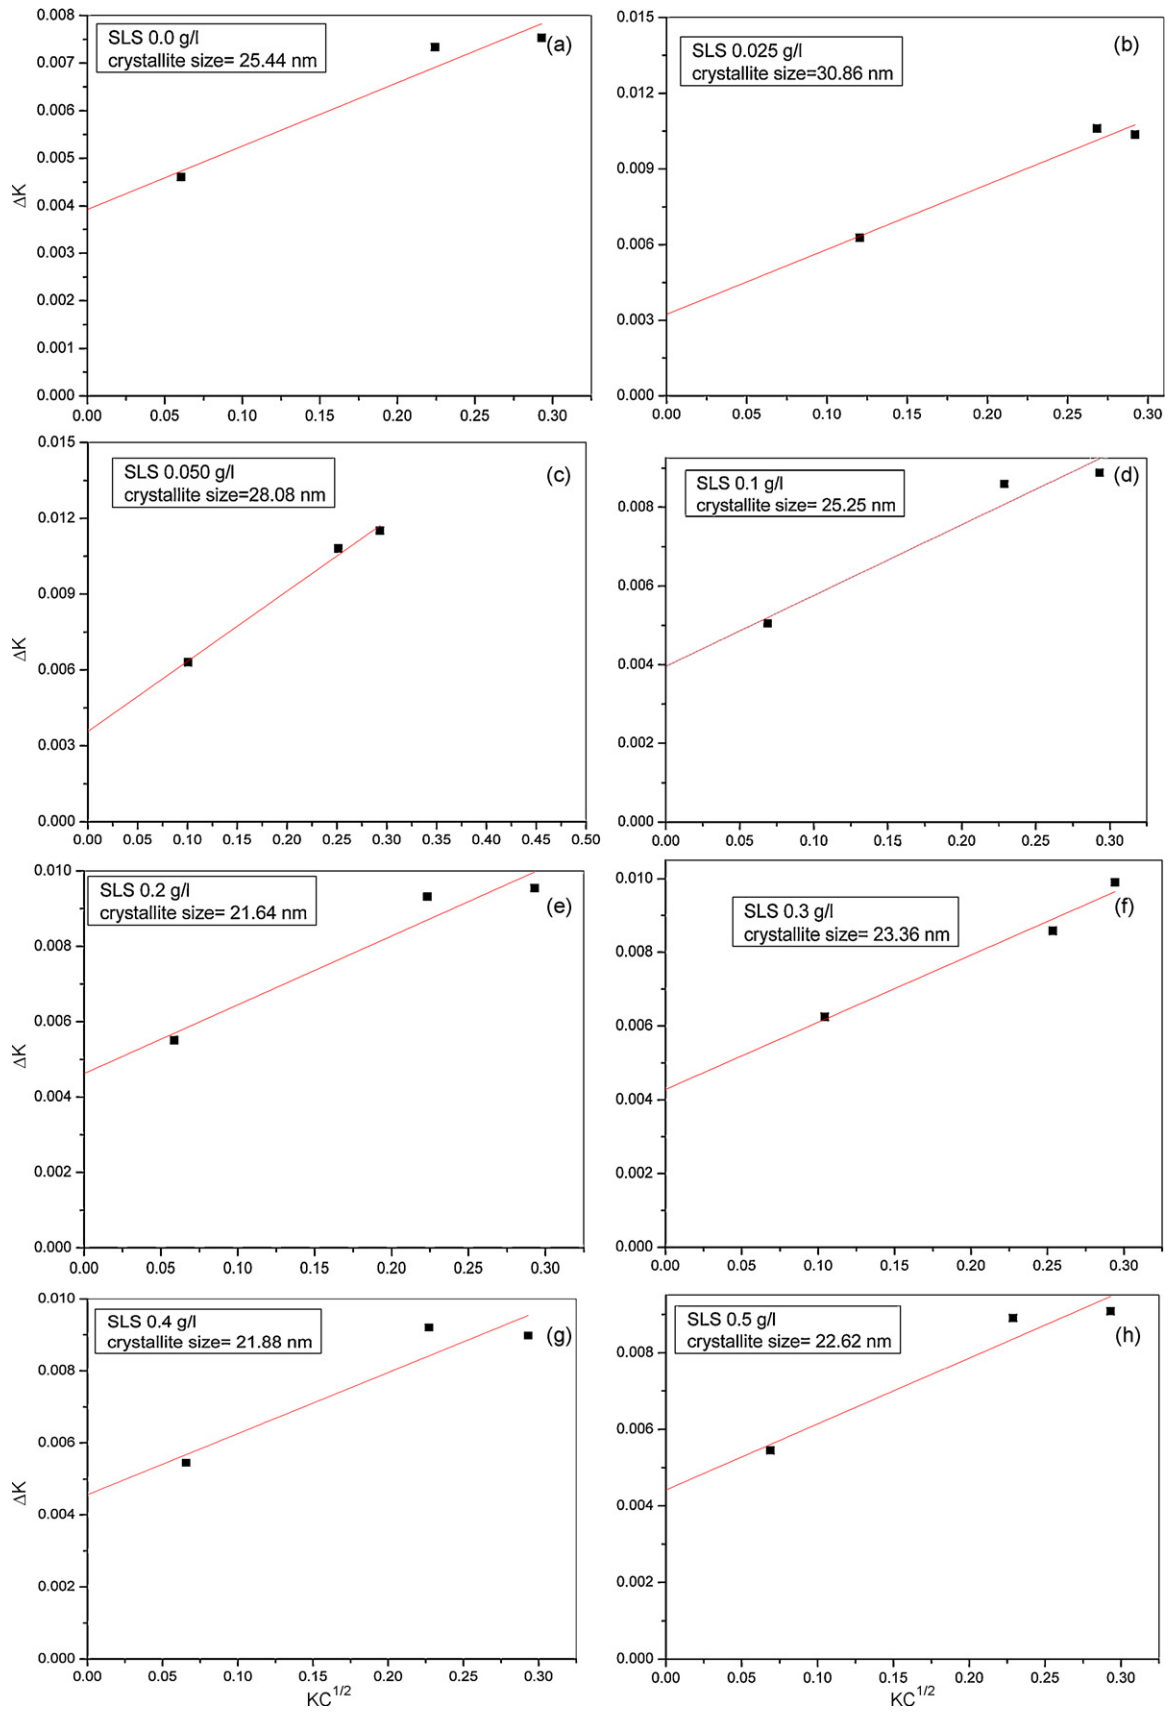 SLS 0.0 g/l
crystallite size= 25.44 nm
(a)
0.008
0.007
0.006
0.005
0.004
0.003
0.002
0.001
0.000
ΔK
0.00 0.05 0.10 0.15 0.20 0.25 0.30
SLS 0.025 g/l
crystallite size=30.86 nm
(b)
0.015
0.012
0.009
0.006
0.003
0.000
0.00 0.05 0.10 0.15 0.20 0.25 0.30
SLS 0.050 g/l
crystallite size=28.08 nm
(c)
0.015
0.012
0.009
0.006
0.003
0.000
ΔK
0.00 0.05 0.10 0.15 0.20 0.25 0.30 0.35 0.40 0.45 0.50
SLS 0.1 g/l
crystallite size= 25.25 nm
(d)
0.008
0.006
0.004
0.002
0.000
0.00 0.05 0.10 0.15 0.20 0.25 0.30
SLS 0.2 g/l
crystallite size= 21.64 nm
(e)
0.010
0.008
0.006
0.004
0.002
0.000
ΔK
0.00 0.05 0.10 0.15 0.20 0.25 0.30
SLS 0.3 g/l
crystallite size= 23.36 nm
(f)
0.010
0.008
0.006
0.004
0.002
0.000
0.00 0.05 0.10 0.15 0.20 0.25 0.30
SLS 0.4 g/l
crystallite size= 21.88 nm
(g)
0.010
0.008
0.006
0.004
0.002
0.000
ΔK
0.00 0.05 0.10 0.15 0.20 0.25 0.30
KC^1/2
SLS 0.5 g/l
crystallite size= 22.62 nm
(h)
0.008
0.006
0.004
0.002
0.000
0.00 0.05 0.10 0.15 0.20 0.25 0.30
KC^1/2